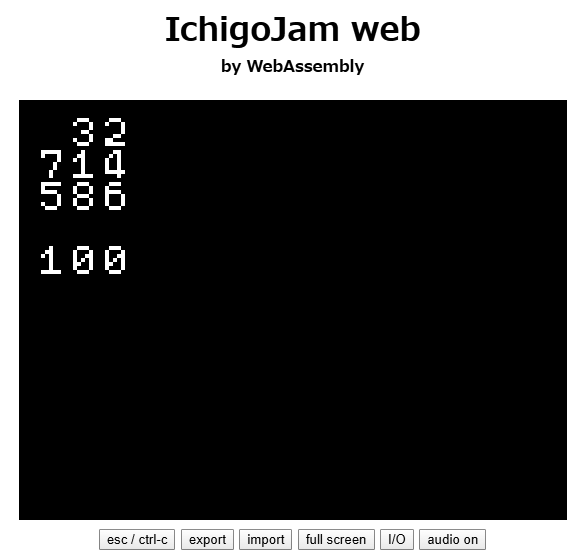 IchigoJam web
by WebAssembly
 32
714
586
100
esc / ctrl-c export import full screen I/O audio on